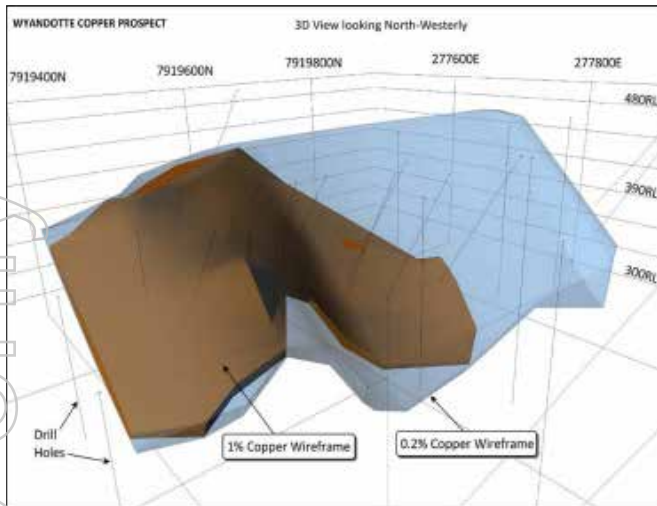 WYANDOTTE COPPER PROSPECT
3D View looking North-Westerly
7919400N
7919600N
7919800N
277600E
277800E
480RL
390RL
300RL
Drill
Holes
1% Copper Wireframe
0.2% Copper Wireframe